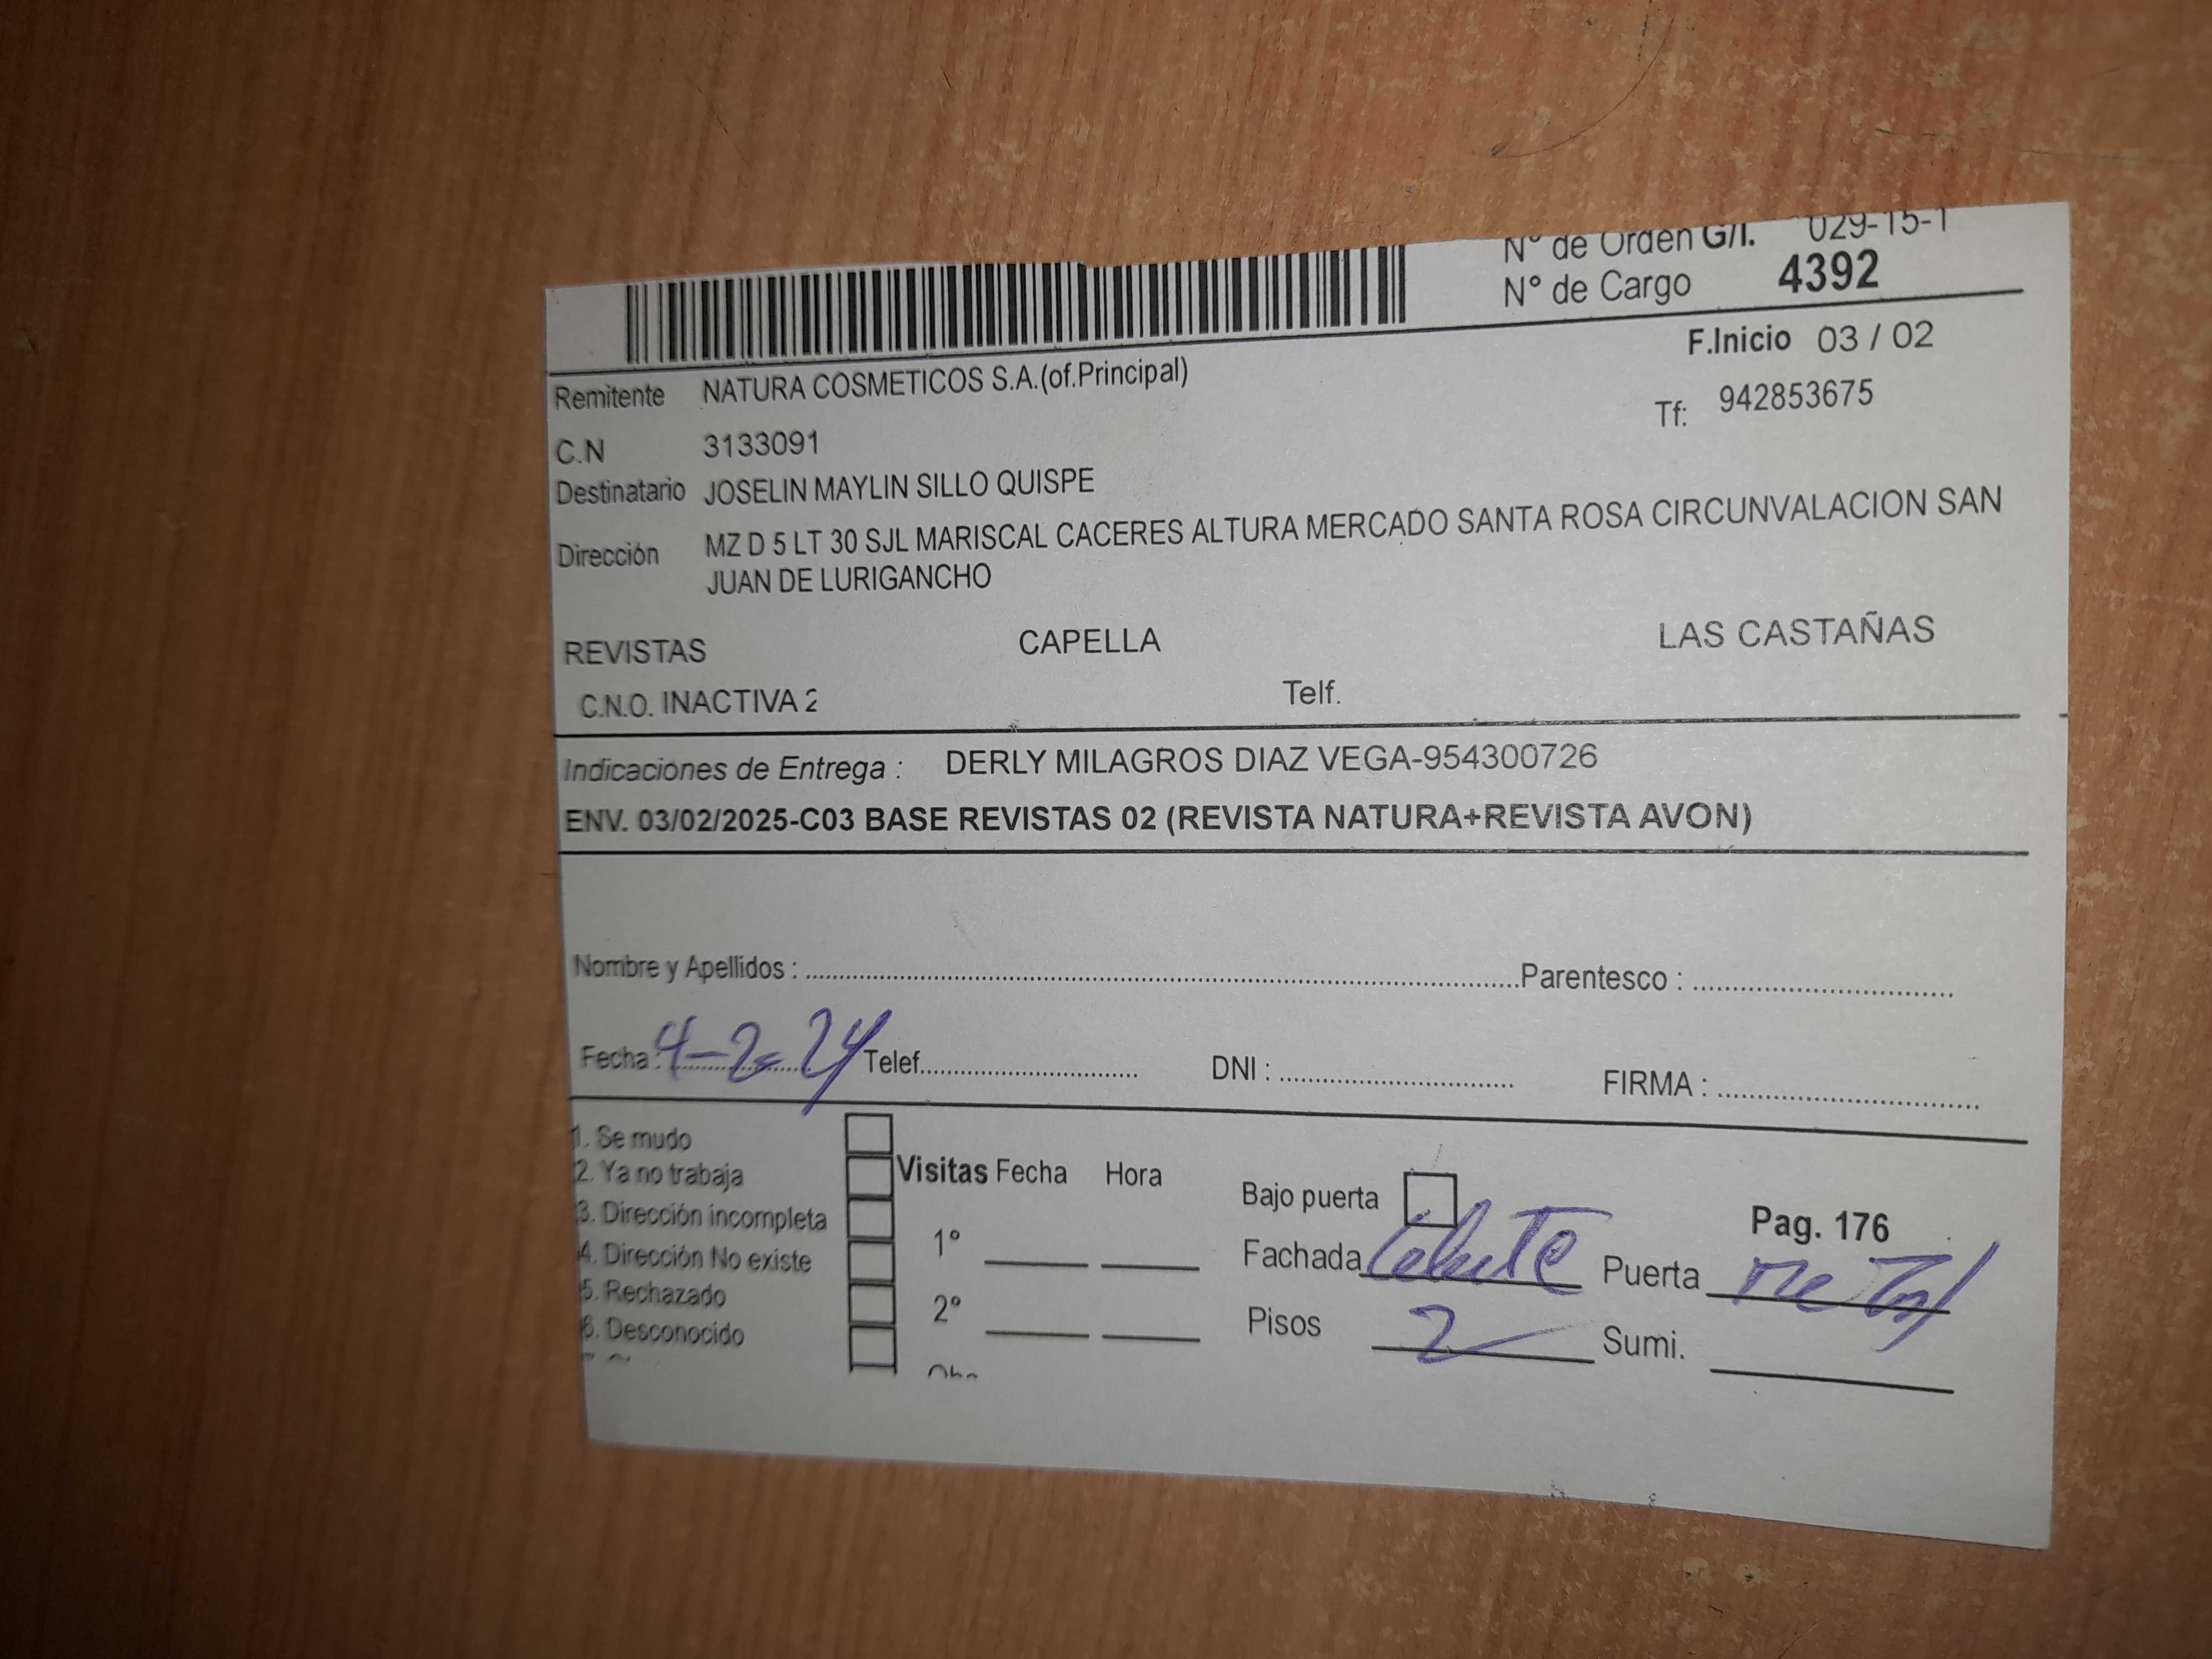 N° de Orden G/I. 029-15-1
N° de Cargo 4392
F.Inicio 03 / 02
Remitente NATURA COSMETICOS S.A.(of.Principal)
Tf: 942853675
C.N 3133091
Destinatario JOSELIN MAYLIN SILLO QUISPE
Dirección MZ D 5 LT 30 SJL MARISCAL CACERES ALTURA MERCADO SANTA ROSA CIRCUNVALACION SAN
JUAN DE LURIGANCHO
REVISTAS CAPELLA LAS CASTAÑAS
C.N.O. INACTIVA 2 Telf.
Indicaciones de Entrega : DERLY MILAGROS DIAZ VEGA-954300726
ENV. 03/02/2025-C03 BASE REVISTAS 02 (REVISTA NATURA+REVISTA AVON)
Nombre y Apellidos : Parentesco :
Fecha : 4-2-24 Telef. DNI : FIRMA :
1. Se mudo
2. Ya no trabaja
3. Dirección incompleta
4. Dirección No existe
5. Rechazado
6. Desconocido
Visitas Fecha Hora
1°
2°
Bajo puerta
Pag. 176
Fachada Celeste Puerta Metal
Pisos 2 Sumi.